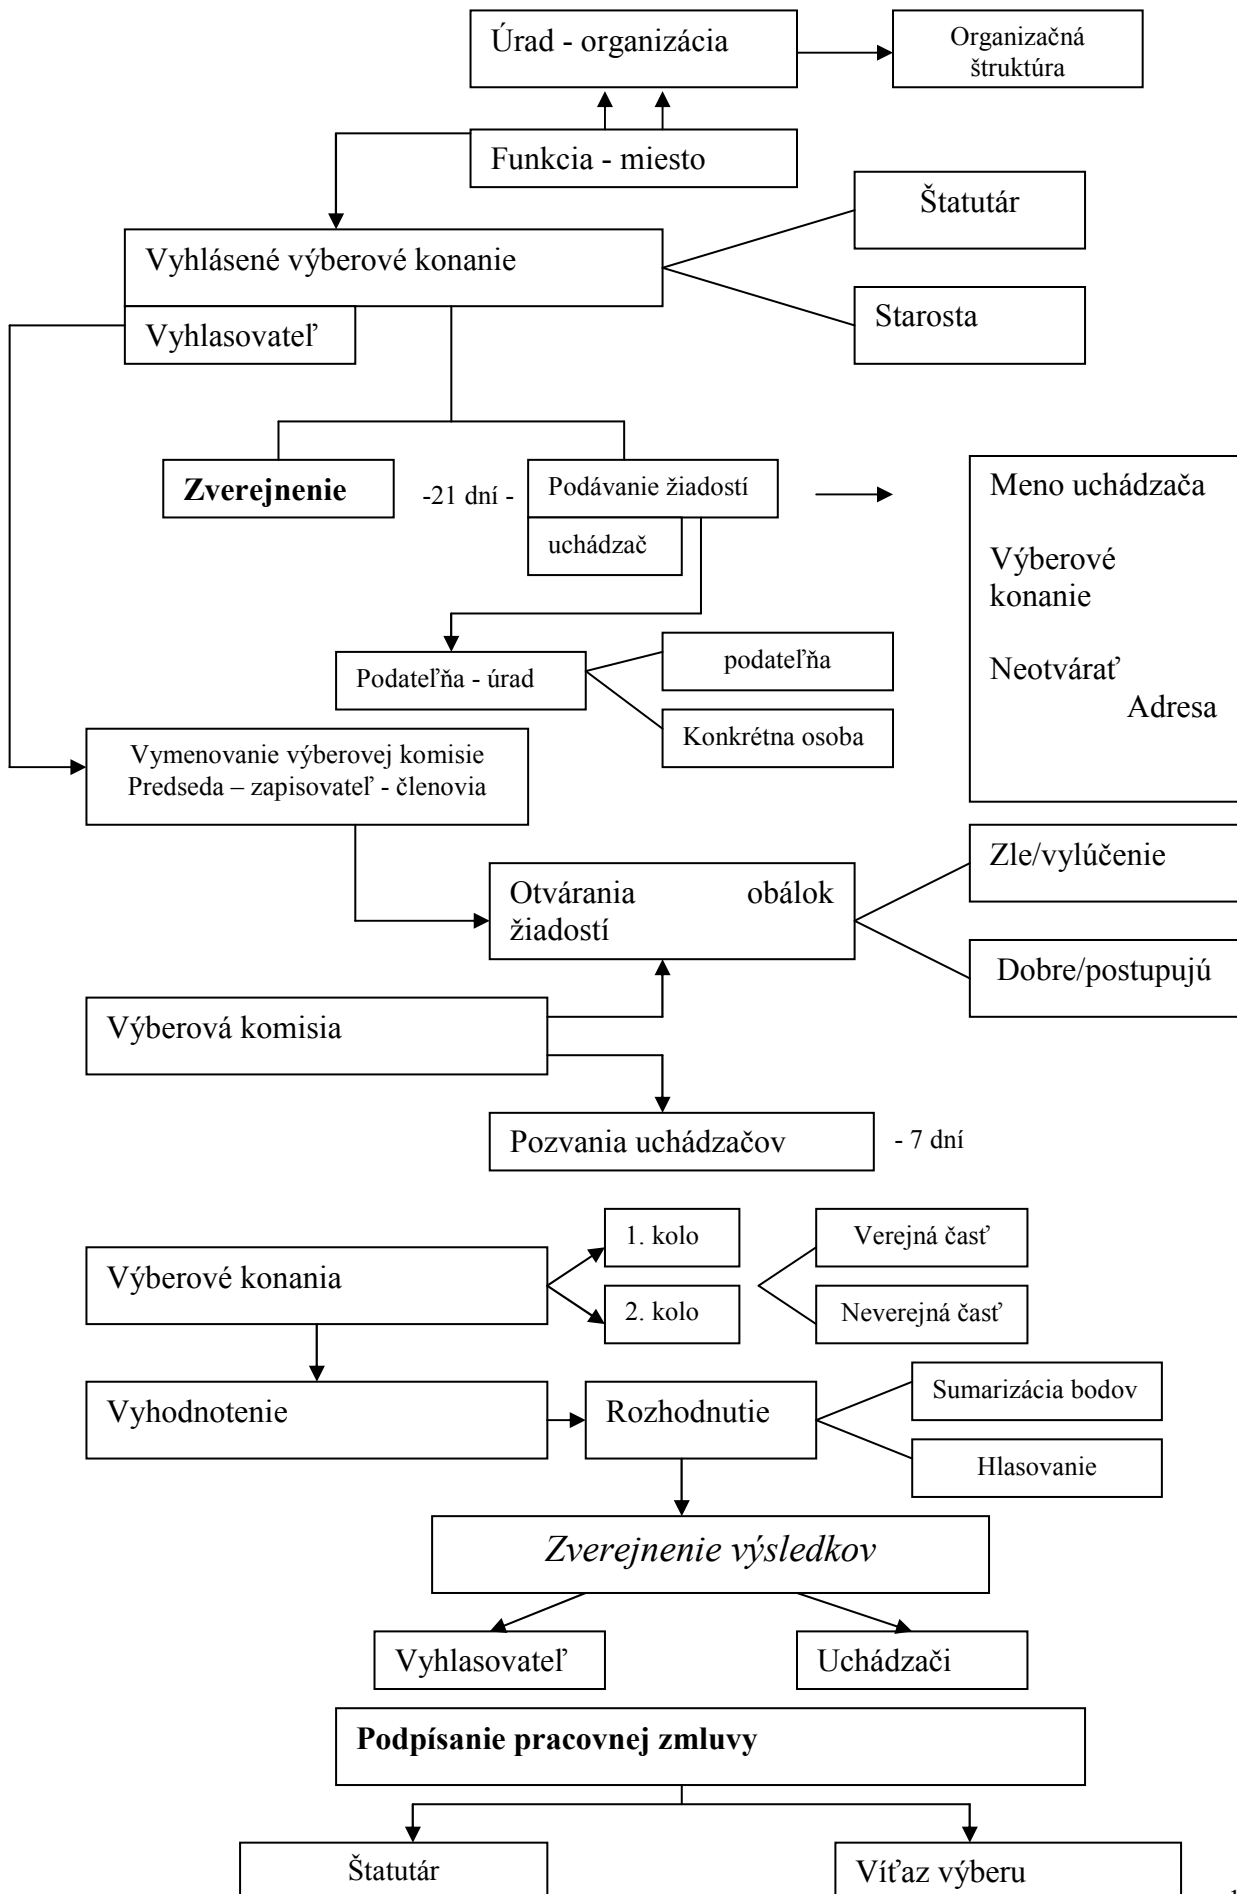 Úrad - organizácia
Organizačná
štruktúra
Funkcia - miesto
Štatutár
Vyhlásené výberové konanie
Starosta
Vyhlasovateľ
Zverejnenie
-21 dní -
Podávanie žiadostí
uchádzač
Meno uchádzača
Výberové
konanie
Neotvárať
Adresa
Podateľňa - úrad
podateľňa
Konkrétna osoba
Vymenovanie výberovej komisie
Predseda – zapisovateľ - členovia
Otvárania obálok
žiadostí
Zle/vylúčenie
Dobre/postupujú
Výberová komisia
Pozvania uchádzačov
- 7 dní
Výberové konania
1. kolo
2. kolo
Verejná časť
Neverejná časť
Vyhodnotenie
Rozhodnutie
Sumarizácia bodov
Hlasovanie
Zverejnenie výsledkov
Vyhlasovateľ
Uchádzači
Podpísanie pracovnej zmluvy
Štatutár
Víťaz výberu